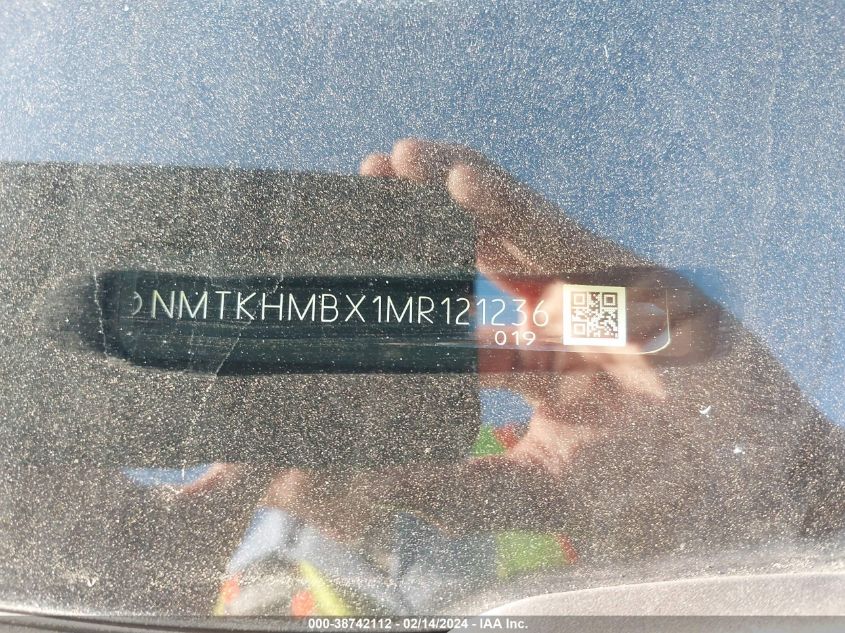 NMTKHMBX1MR121236
019
000-38742112 - 02/14/2024 - IAA Inc.